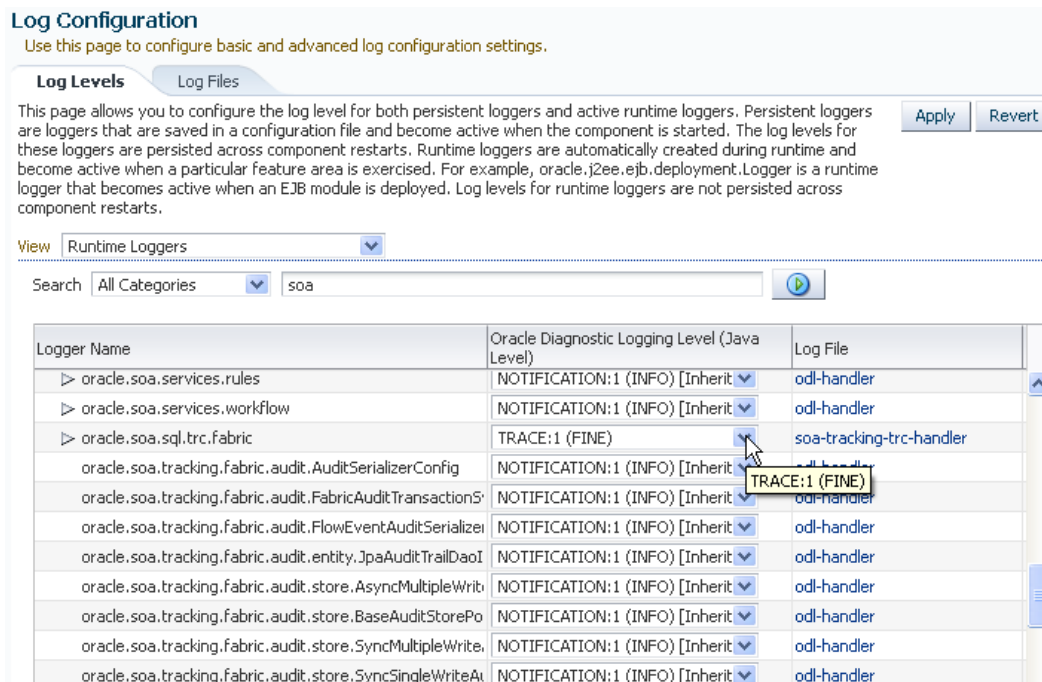 Log Configuration
Use this page to configure basic and advanced log configuration settings.
Log Levels
Log Files
This page allows you to configure the log level for both persistent loggers and active runtime loggers. Persistent loggers
are loggers that are saved in a configuration file and become active when the component is started. The log levels for
these loggers are persisted across component restarts. Runtime loggers are automatically created during runtime and
become active when a particular feature area is exercised. For example, oracle.j2ee.ejb.deployment.Logger is a runtime
logger that becomes active when an EJB module is deployed. Log levels for runtime loggers are not persisted across
component restarts.
Apply
Revert
View Runtime Loggers
Search All Categories soa
Logger Name
Oracle Diagnostic Logging Level (Java
Level)
Log File
oracle.soa.services.rules NOTIFICATION:1 (INFO) [Inherit odl-handler
oracle.soa.services.workflow NOTIFICATION:1 (INFO) [Inherit odl-handler
oracle.soa.sql.trc.fabric TRACE:1 (FINE) soa-tracking-trc-handler
oracle.soa.tracking.fabric.audit.AuditSerializerConfig NOTIFICATION:1 (INFO) [Inherit odl-handler
TRACE:1 (FINE)
oracle.soa.tracking.fabric.audit.FabricAuditTransactionS NOTIFICATION:1 (INFO) [Inherit odl-handler
oracle.soa.tracking.fabric.audit.FlowEventAuditSerializer NOTIFICATION:1 (INFO) [Inherit odl-handler
oracle.soa.tracking.fabric.audit.entity.JpaAuditTrailDaoI NOTIFICATION:1 (INFO) [Inherit odl-handler
oracle.soa.tracking.fabric.audit.store.AsyncMultipleWrit NOTIFICATION:1 (INFO) [Inherit odl-handler
oracle.soa.tracking.fabric.audit.store.BaseAuditStorePo NOTIFICATION:1 (INFO) [Inherit odl-handler
oracle.soa.tracking.fabric.audit.store.SyncMultipleWrite NOTIFICATION:1 (INFO) [Inherit odl-handler
oracle.soa.tracking.fabric.audit.store.SyncSingleWriteAu NOTIFICATION:1 (INFO) [Inherit odl-handler